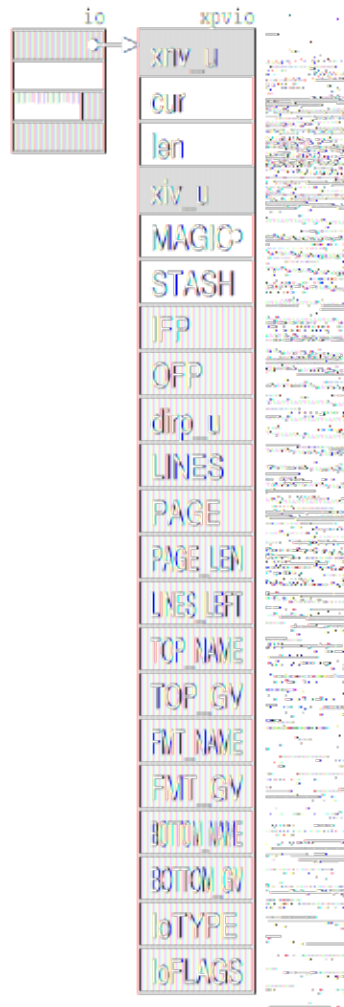 io
xpvio
xnv_u
cur
len
xiv_u
MAGIC
STASH
IFP
OFP
dirp_u
LINES
PAGE
PAGE_LEN
LINES_LEFT
TOP_NAME
TOP_GV
FMT_NAME
FMT_GV
BOTTOM_NAME
BOTTOM_GV
IoTYPE
IoFLAGS